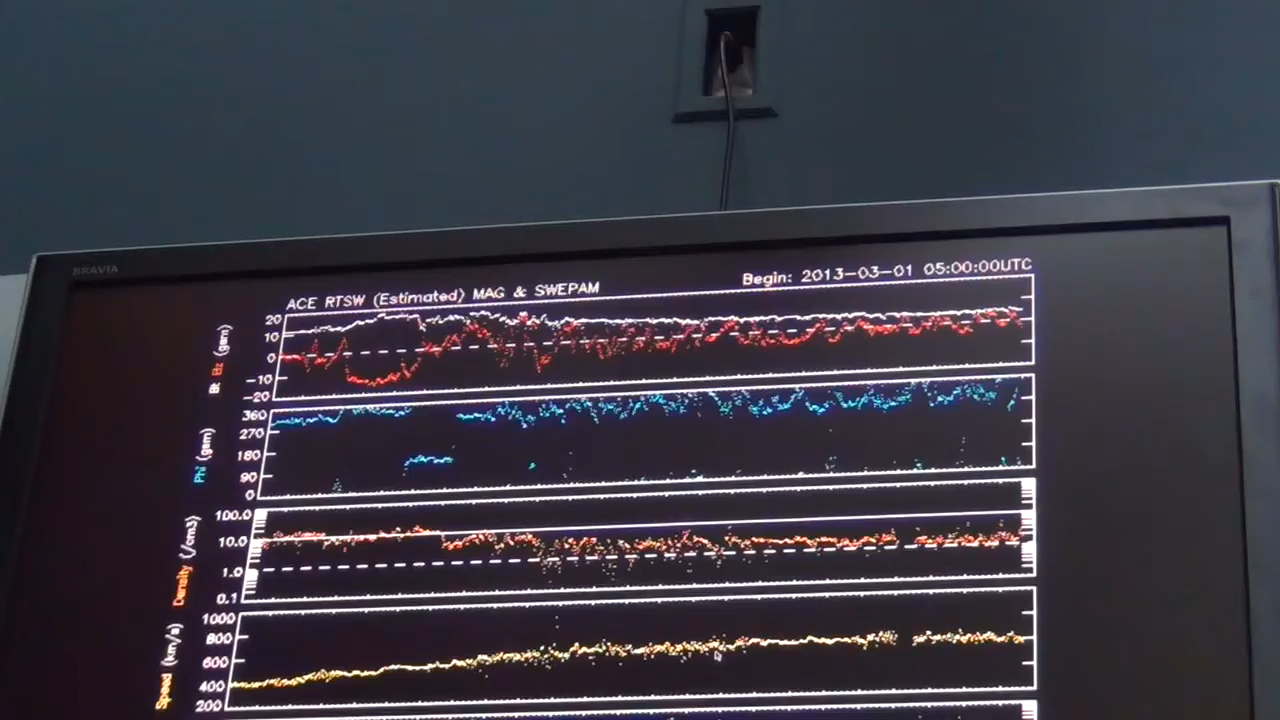 BRAVIA
ACE RTSW (Estimated) MAG & SWEPAM
Begin: 2013-03-01 05:00:00UTC
Bt Bz (gsm)
20
10
0
-10
-20
Phi (gsm)
360
270
180
90
0
Density (/cm3)
100.0
10.0
1.0
0.1
Speed (km/s)
1000
800
600
400
200